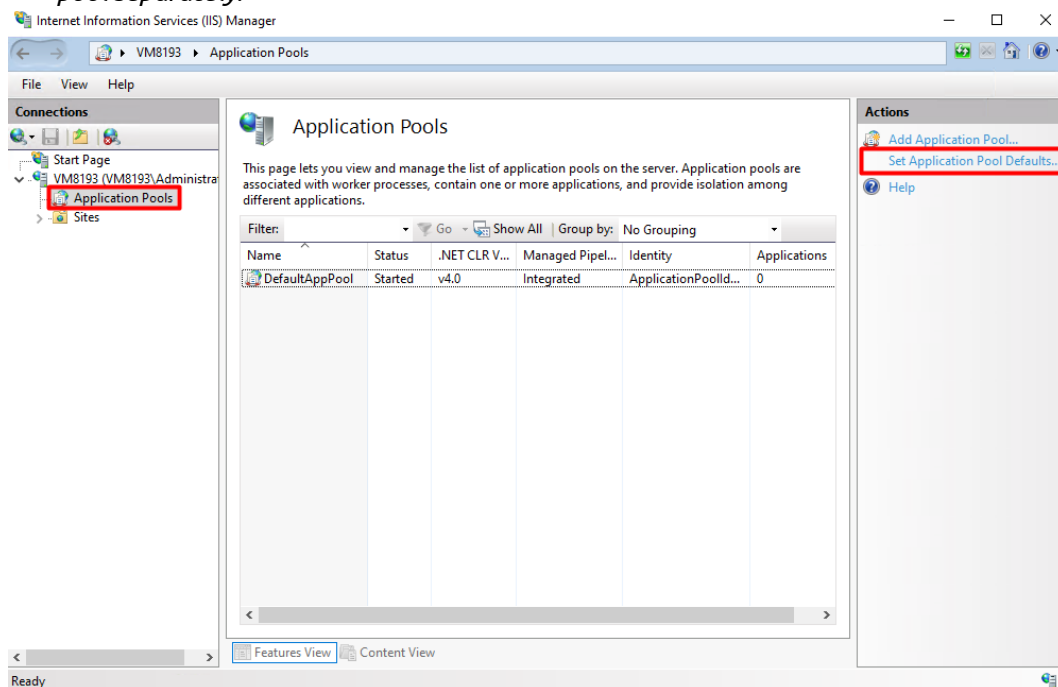 pool separately.
Internet Information Services (IIS) Manager
VM8193 Application Pools
File View Help
Connections
Start Page
VM8193 (VM8193\Administra
Application Pools
Sites
Application Pools
This page lets you view and manage the list of application pools on the server. Application pools are
associated with worker processes, contain one or more applications, and provide isolation among
different applications.
Filter: Go Show All Group by: No Grouping
Name Status .NET CLR V... Managed Pipel... Identity Applications
DefaultAppPool Started v4.0 Integrated ApplicationPoolId... 0
Features View Content View
Actions
Add Application Pool...
Set Application Pool Defaults...
Help
Ready